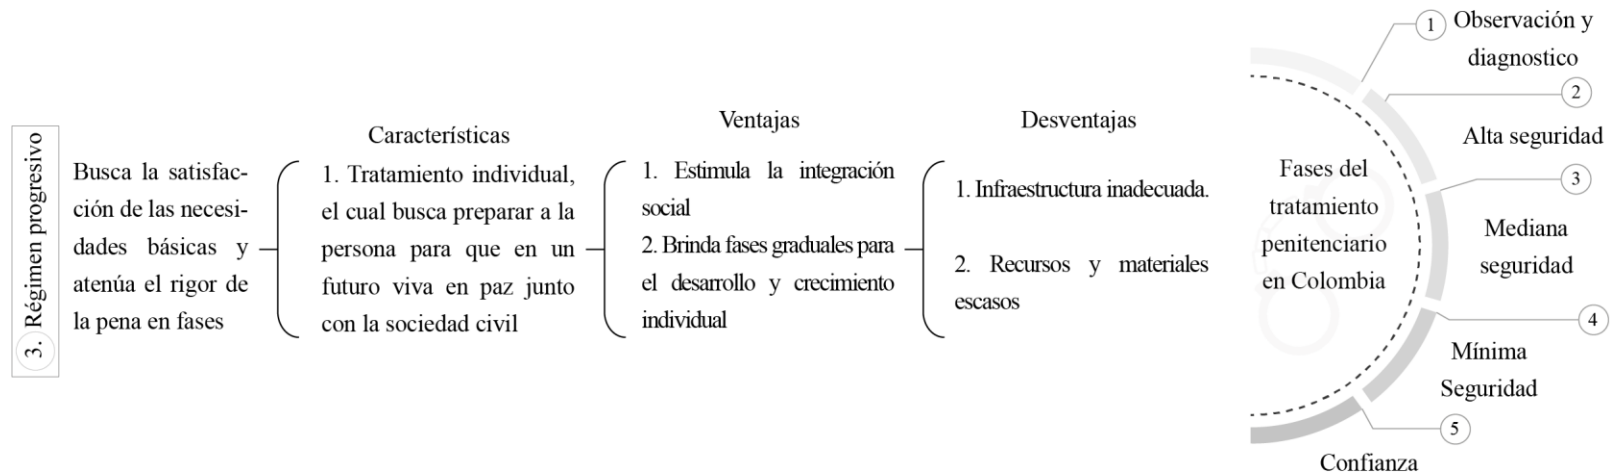 3. Régimen progresivo
Busca la satisfac-
ción de las necesi-
dades básicas y
atenúa el rigor de
la pena en fases
Características
1. Tratamiento individual,
el cual busca preparar a la
persona para que en un
futuro viva en paz junto
con la sociedad civil
Ventajas
1. Estimula la integración
social
2. Brinda fases graduales para
el desarrollo y crecimiento
individual
Desventajas
1. Infraestructura inadecuada.
2. Recursos y materiales
escasos
Fases del
tratamiento
penitenciario
en Colombia
1 Observación y
diagnostico
2
Alta seguridad
3
Mediana
seguridad
4
Mínima
Seguridad
5
Confianza